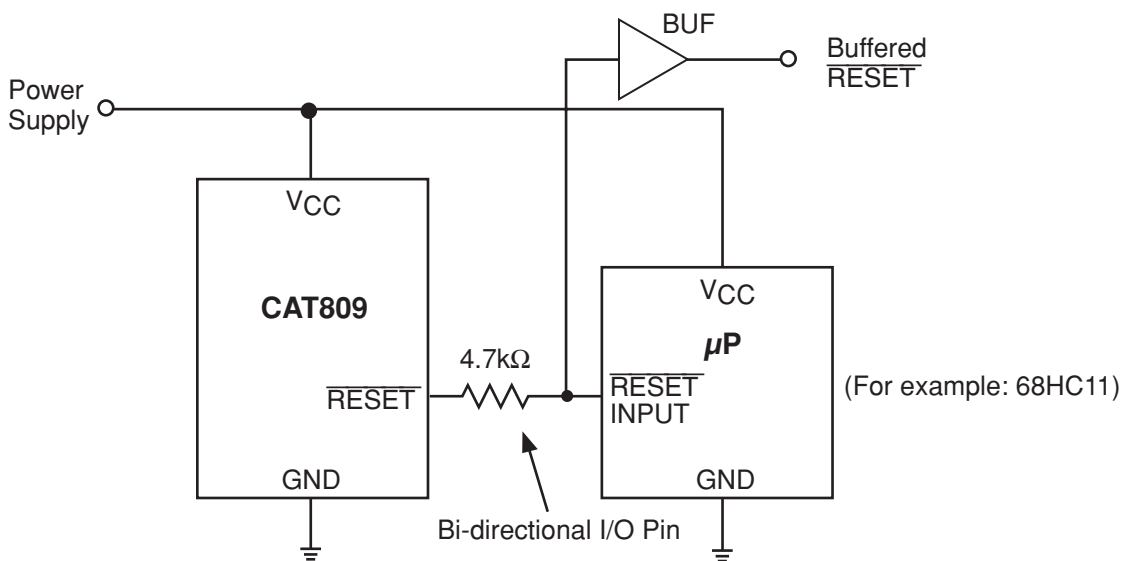 BUF
Buffered
RESET
Power
Supply
VCC
CAT809
RESET
GND
4.7kΩ
Bi-directional I/O Pin
VCC
µP
RESET
INPUT
GND
(For example: 68HC11)